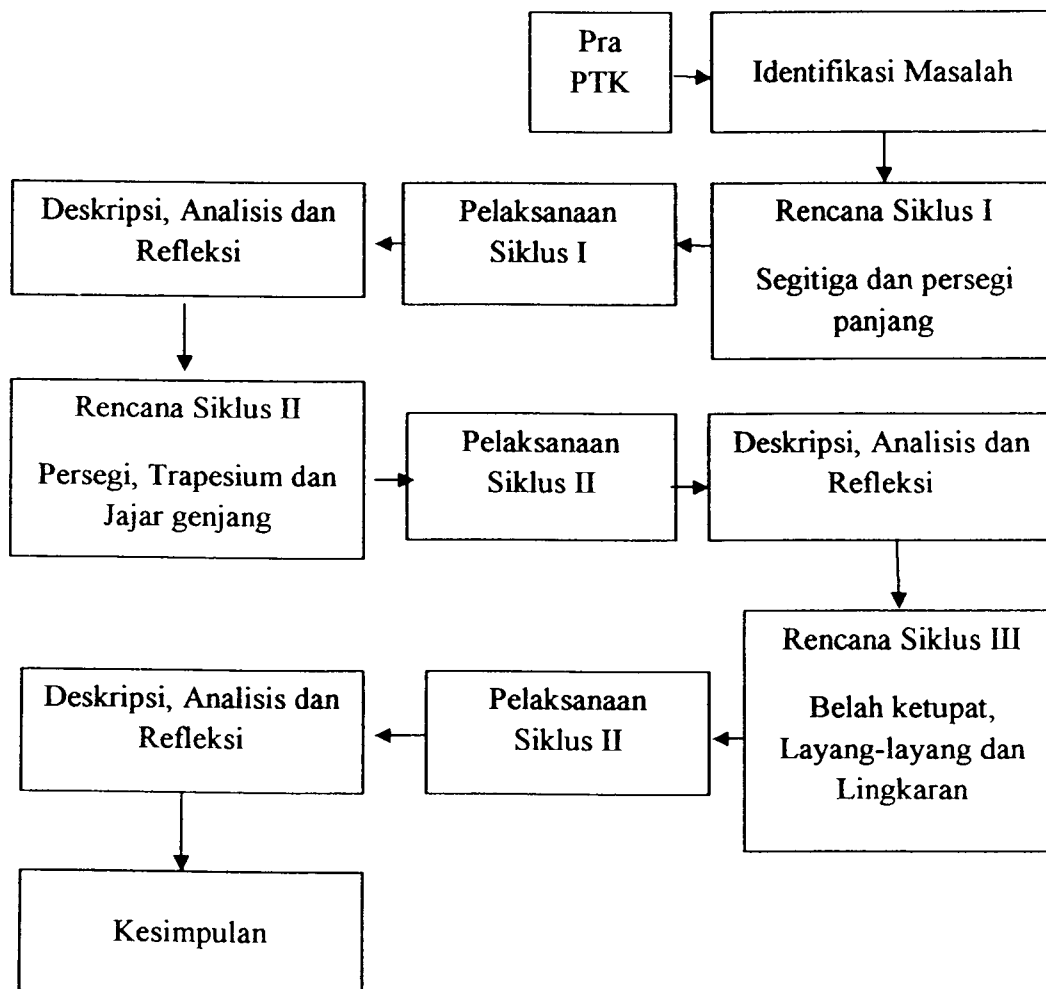 Pra
PTK
Identifikasi Masalah
Deskripsi, Analisis dan
Refleksi
Pelaksanaan
Siklus I
Rencana Siklus I
Segitiga dan persegi
panjang
Rencana Siklus II
Persegi, Trapesium dan
Jajar genjang
Pelaksanaan
Siklus II
Deskripsi, Analisis dan
Refleksi
Rencana Siklus III
Belah ketupat,
Layang-layang dan
Lingkaran
Pelaksanaan
Siklus II
Deskripsi, Analisis dan
Refleksi
Kesimpulan